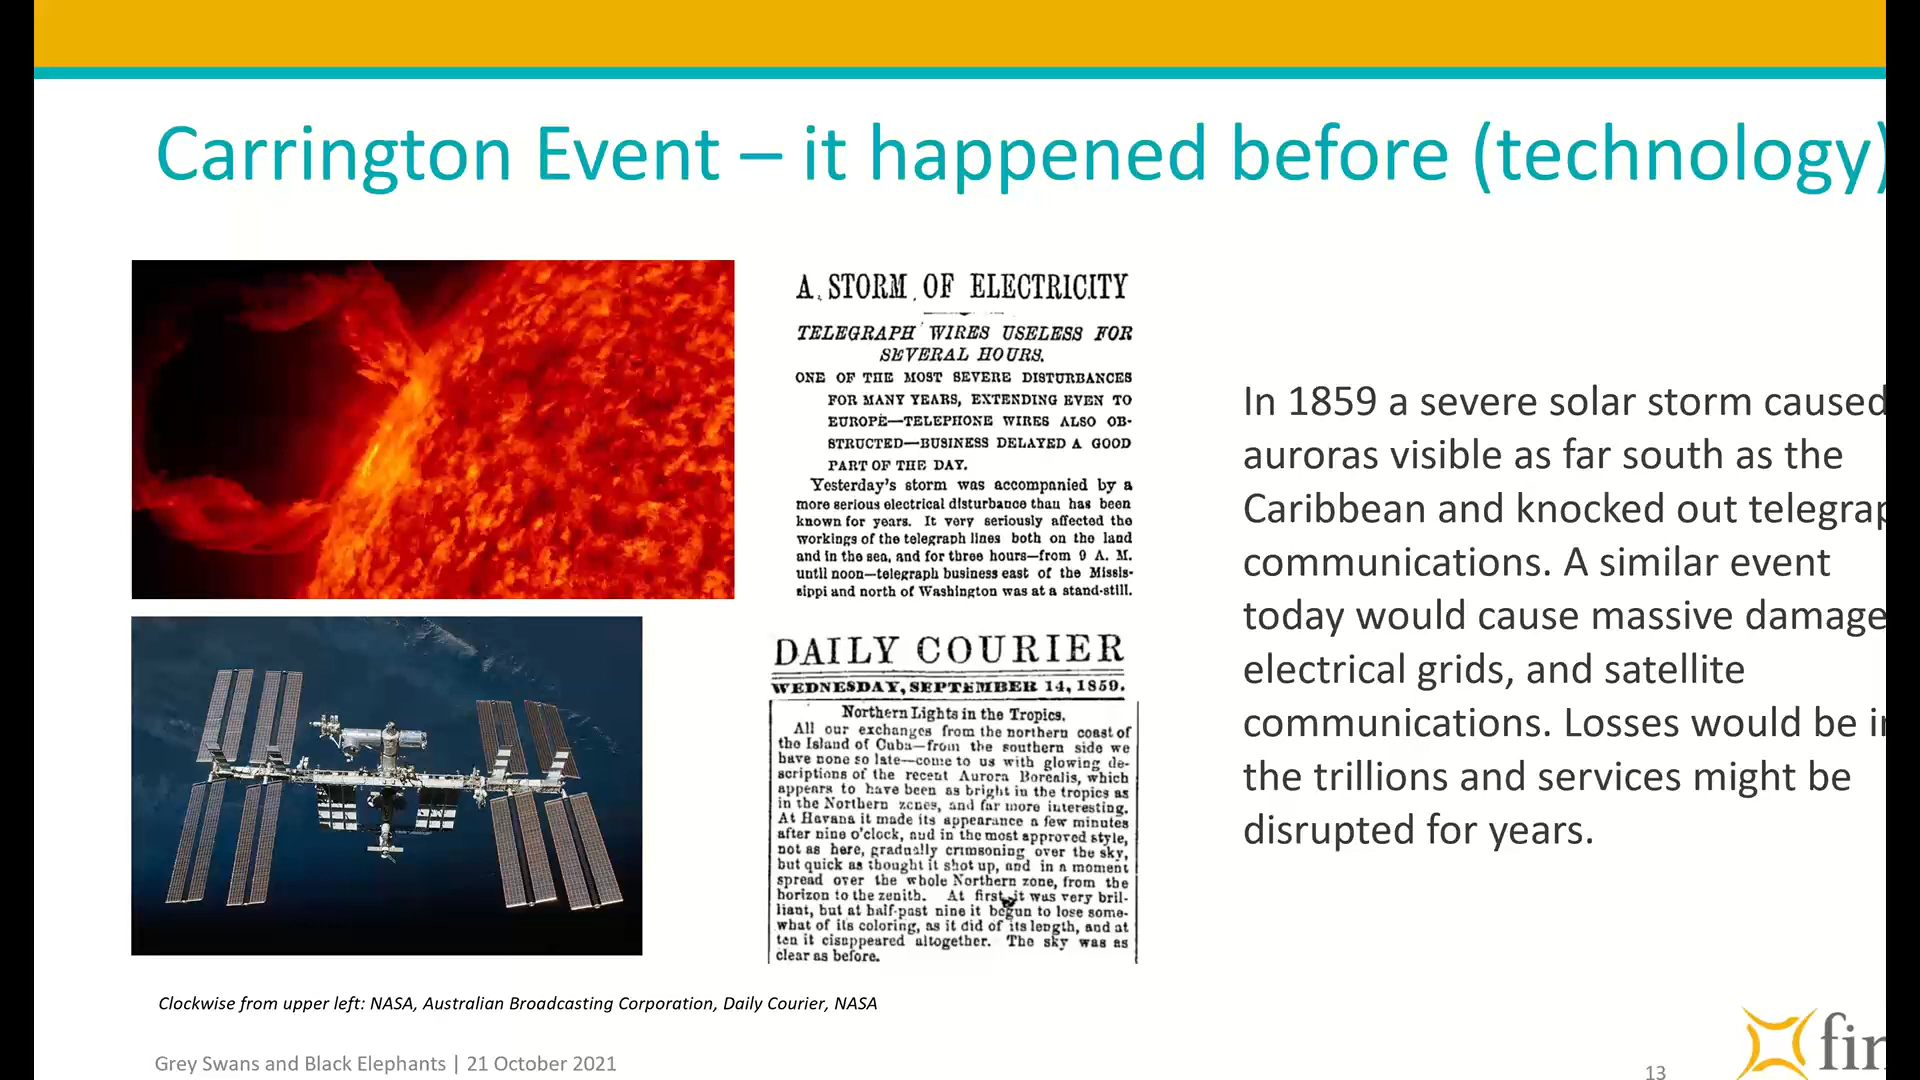 Carrington Event – it happened before (technology)
A. STORM OF ELECTRICITY
TELEGRAPH WIRES USELESS FOR
SEVERAL HOURS.
ONE OF THE MOST SEVERE DISTURBANCES
FOR MANY YEARS, EXTENDING EVEN TO
EUROPE—TELEPHONE WIRES ALSO OB-
STRUCTED—BUSINESS DELAYED A GOOD
PART OF THE DAY.
Yesterday's storm was accompanied by a
more serious electrical disturbance than has been
known for years. It very seriously affected the
workings of the telegraph lines both on the land
and in the sea, and for three hours—from 9 A. M.
until noon—telegraph business east of the Missis-
sippi and north of Washington was at a stand-still.
DAILY COURIER
WEDNESDAY, SEPTEMBER 14, 1859.
Northern Lights in the Tropics.
All our exchanges from the northern coast of
the Island of Cuba—from the southern side we
have none so late—come to us with glowing de-
scriptions of the recent Aurora Borealis, which
appears to have been as bright in the tropics as
in the Northern zones, and far more interesting.
At Havana it made its appearance a few minutes
after nine o'clock, and in the most approved style,
not as here, gradually crimsoning over the sky,
but quick as thought it shot up, and in a moment
spread over the whole Northern zone, from the
horizon to the zenith. At first it was very bril-
liant, but at half-past nine it begun to lose some-
what of its coloring, as it did of its length, and at
ten it disappeared altogether. The sky was as
clear as before.
In 1859 a severe solar storm caused
auroras visible as far south as the
Caribbean and knocked out telegrap
communications. A similar event
today would cause massive damage
electrical grids, and satellite
communications. Losses would be in
the trillions and services might be
disrupted for years.
Clockwise from upper left: NASA, Australian Broadcasting Corporation, Daily Courier, NASA
Grey Swans and Black Elephants | 21 October 2021
13
fin